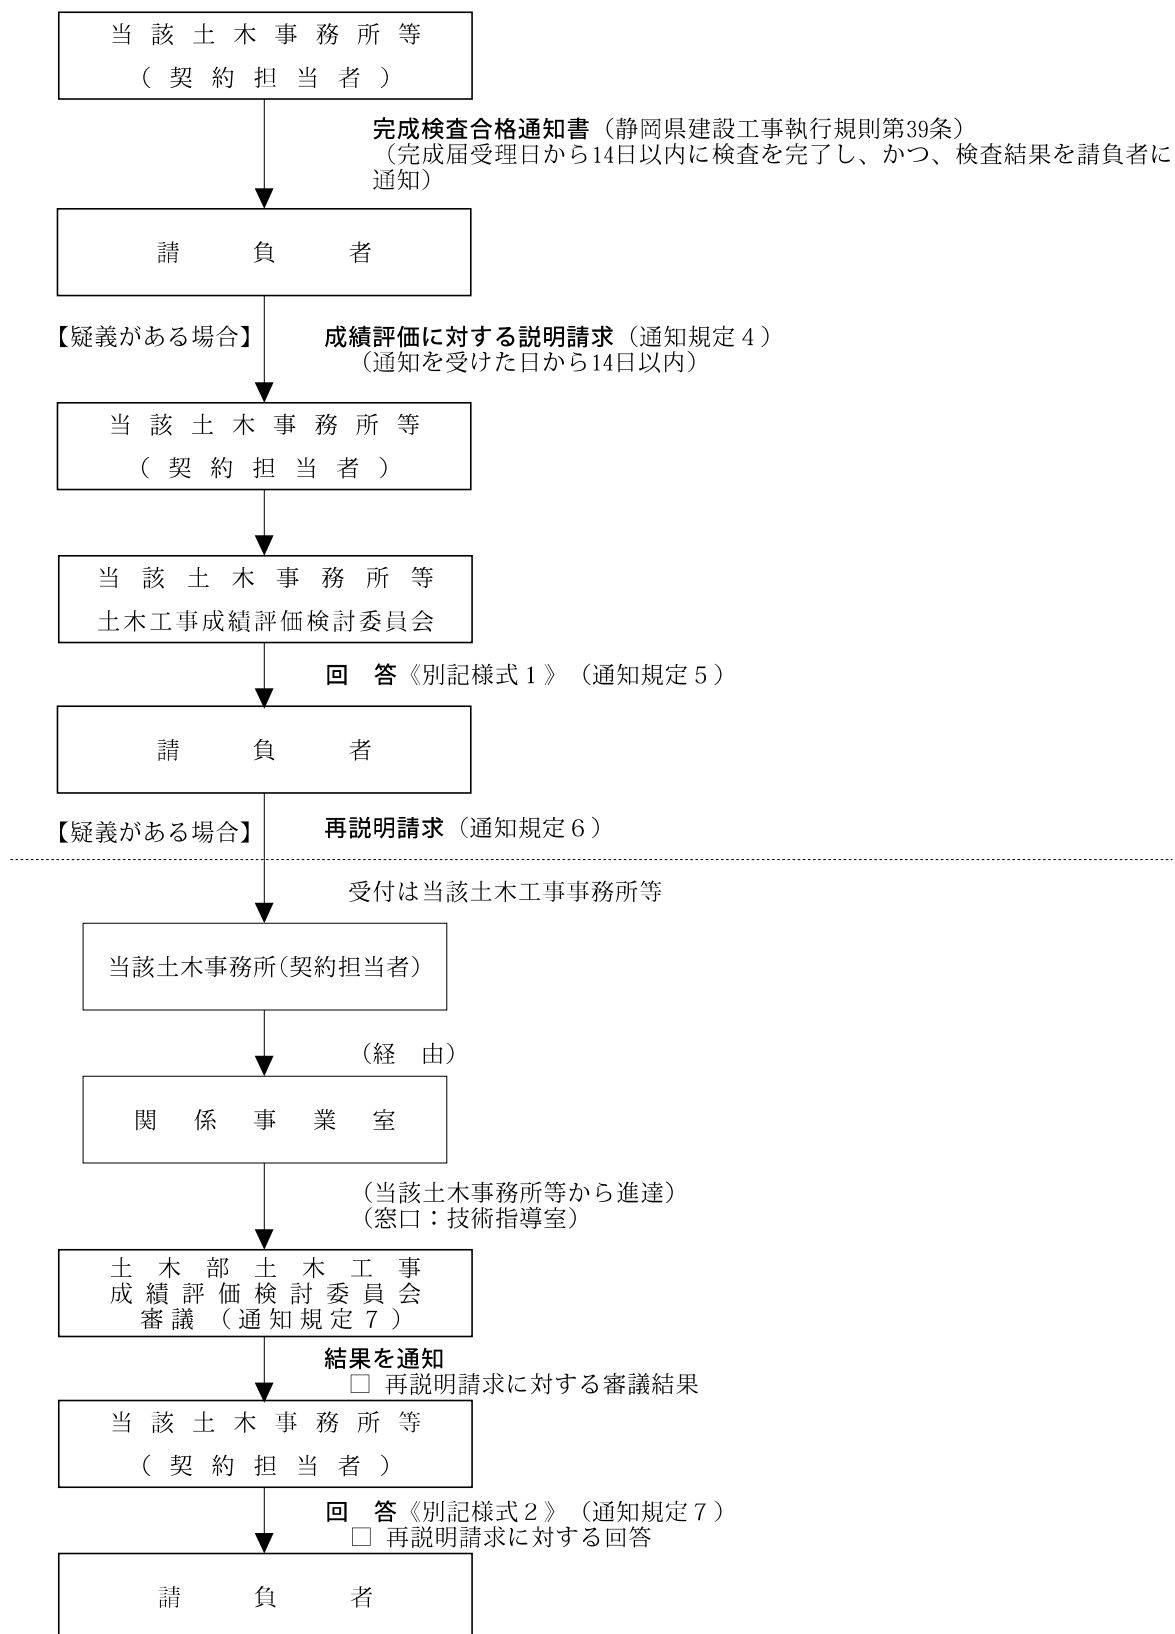 当該土木事務所等
（契約担当者）
完成検査合格通知書（静岡県建設工事執行規則第39条）
（完成届受理日から14日以内に検査を完了し、かつ、検査結果を請負者に
通知）
請負者
【疑義がある場合】
成績評価に対する説明請求（通知規定４）
（通知を受けた日から14日以内）
当該土木事務所等
（契約担当者）
当該土木事務所等
土木工事成績評価検討委員会
回　答《別記様式１》（通知規定５）
請負者
【疑義がある場合】
再説明請求（通知規定６）
受付は当該土木工事事務所等
当該土木事務所（契約担当者）
（経　由）
関係事業室
（当該土木事務所等から進達）
（窓口：技術指導室）
土木部土木工事
成績評価検討委員会
審議（通知規定７）
結果を通知
□ 再説明請求に対する審議結果
当該土木事務所等
（契約担当者）
回　答《別記様式２》（通知規定７）
□ 再説明請求に対する回答
請負者